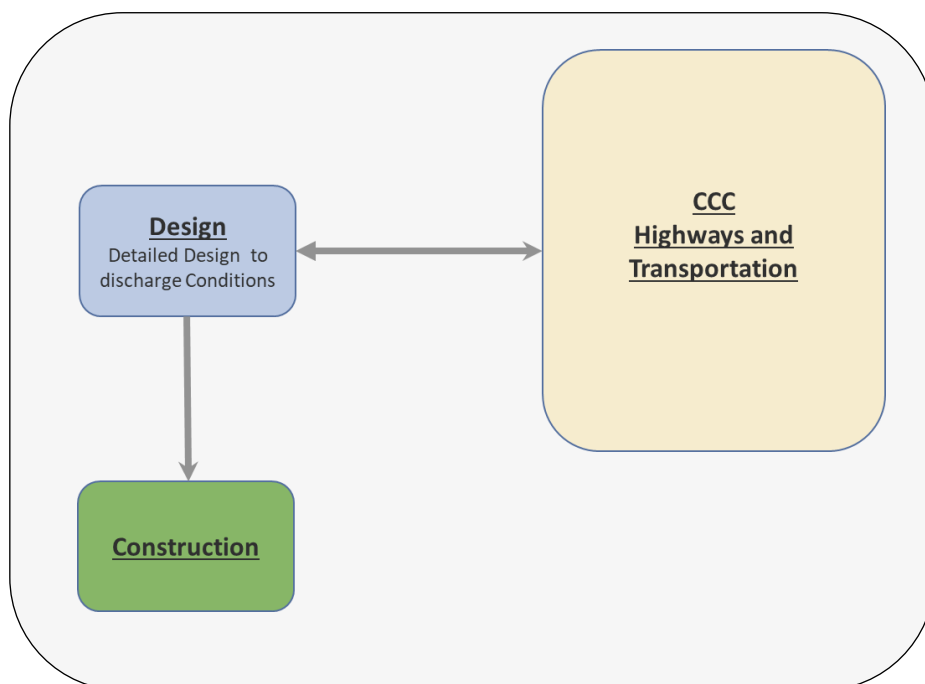 Design
Detailed Design to
discharge Conditions
CCC
Highways and
Transportation
Construction